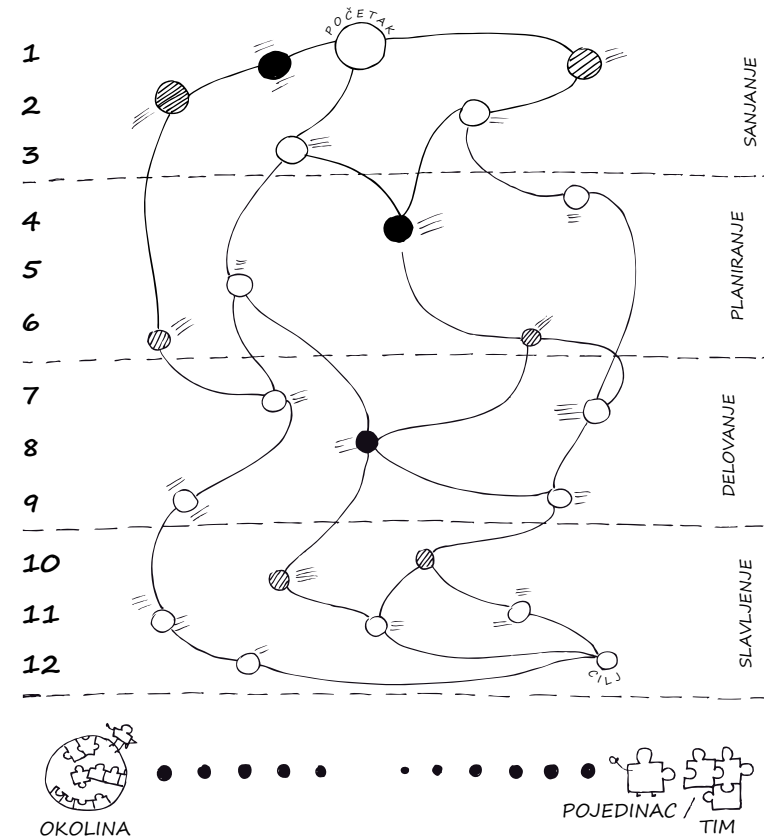 POČETAK
1
2
3
SANJANJE
4
5
6
PLANIRANJE
7
8
9
DELOVANJE
10
11
12
SLAVLJENJE
CILJ
OKOLINA
POJEDINAC /
TIM